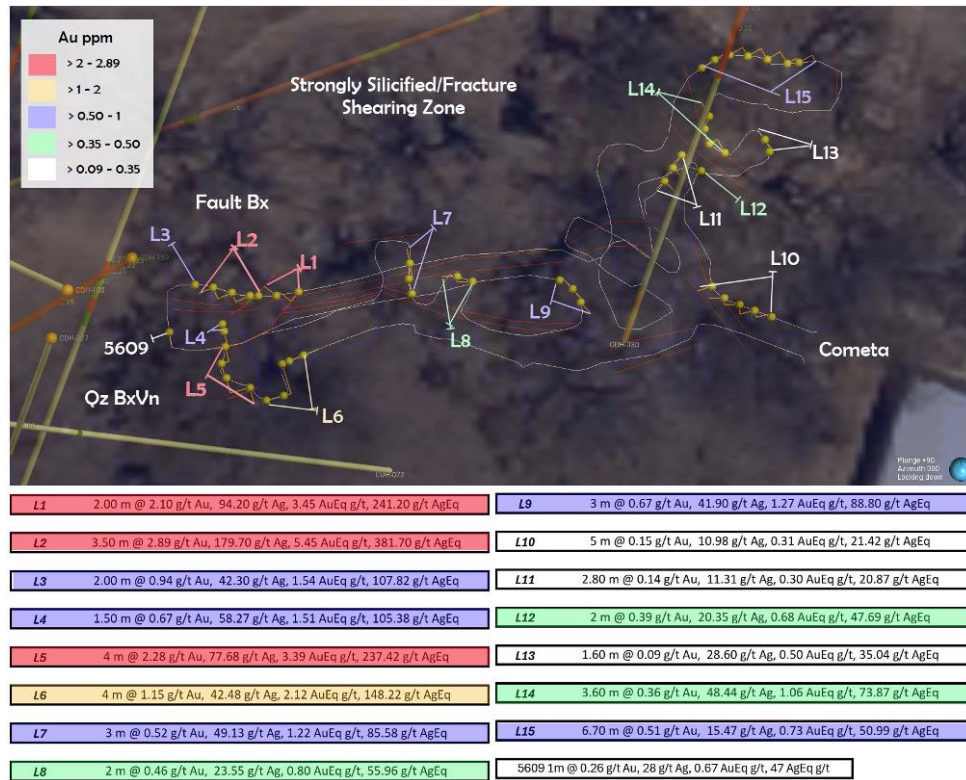 Au ppm
> 2 - 2.89
> 1 - 2
> 0.50 - 1
> 0.35 - 0.50
> 0.09 - 0.35
Strongly Silicified/Fracture
Shearing Zone
L14
L15
L13
L12
L11
Fault Bx
L3
L2
L1
L7
L10
L4
L9
L8
5609
CDH-030
Cometa
L5
L6
Qz BxVn
CDH-072
Plunge +90
Azimuth 000
Looking down
L1 2.00 m @ 2.10 g/t Au, 94.20 g/t Ag, 3.45 AuEq g/t, 241.20 g/t AgEq
L2 3.50 m @ 2.89 g/t Au, 179.70 g/t Ag, 5.45 AuEq g/t, 381.70 g/t AgEq
L3 2.00 m @ 0.94 g/t Au, 42.30 g/t Ag, 1.54 AuEq g/t, 107.82 g/t AgEq
L4 1.50 m @ 0.67 g/t Au, 58.27 g/t Ag, 1.51 AuEq g/t, 105.38 g/t AgEq
L5 4 m @ 2.28 g/t Au, 77.68 g/t Ag, 3.39 AuEq g/t, 237.42 g/t AgEq
L6 4 m @ 1.15 g/t Au, 42.48 g/t Ag, 2.12 AuEq g/t, 148.22 g/t AgEq
L7 3 m @ 0.52 g/t Au, 49.13 g/t Ag, 1.22 AuEq g/t, 85.58 g/t AgEq
L8 2 m @ 0.46 g/t Au, 23.55 g/t Ag, 0.80 AuEq g/t, 55.96 g/t AgEq
L9 3 m @ 0.67 g/t Au, 41.90 g/t Ag, 1.27 AuEq g/t, 88.80 g/t AgEq
L10 5 m @ 0.15 g/t Au, 10.98 g/t Ag, 0.31 AuEq g/t, 21.42 g/t AgEq
L11 2.80 m @ 0.14 g/t Au, 11.31 g/t Ag, 0.30 AuEq g/t, 20.87 g/t AgEq
L12 2 m @ 0.39 g/t Au, 20.35 g/t Ag, 0.68 AuEq g/t, 47.69 g/t AgEq
L13 1.60 m @ 0.09 g/t Au, 28.60 g/t Ag, 0.50 AuEq g/t, 35.04 g/t AgEq
L14 3.60 m @ 0.36 g/t Au, 48.44 g/t Ag, 1.06 AuEq g/t, 73.87 g/t AgEq
L15 6.70 m @ 0.51 g/t Au, 15.47 g/t Ag, 0.73 AuEq g/t, 50.99 g/t AgEq
5609 1m @ 0.26 g/t Au, 28 g/t Ag, 0.67 AuEq g/t, 47 AgEq g/t